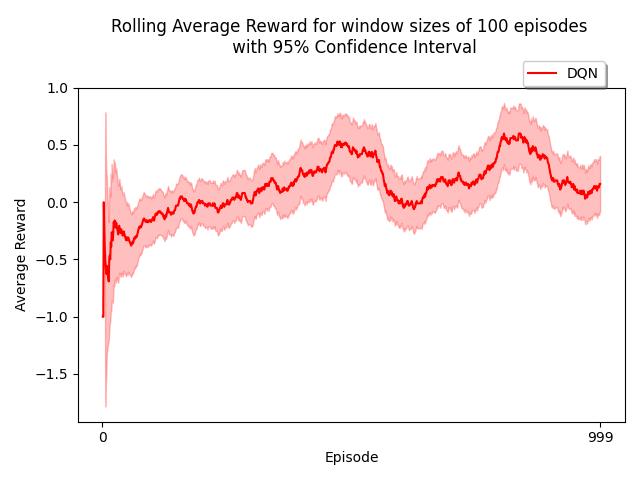 Rolling Average Reward for window sizes of 100 episodes
with 95% Confidence Interval
DQN
1.0
0.5
0.0
−0.5
−1.0
−1.5
Average Reward
0
999
Episode